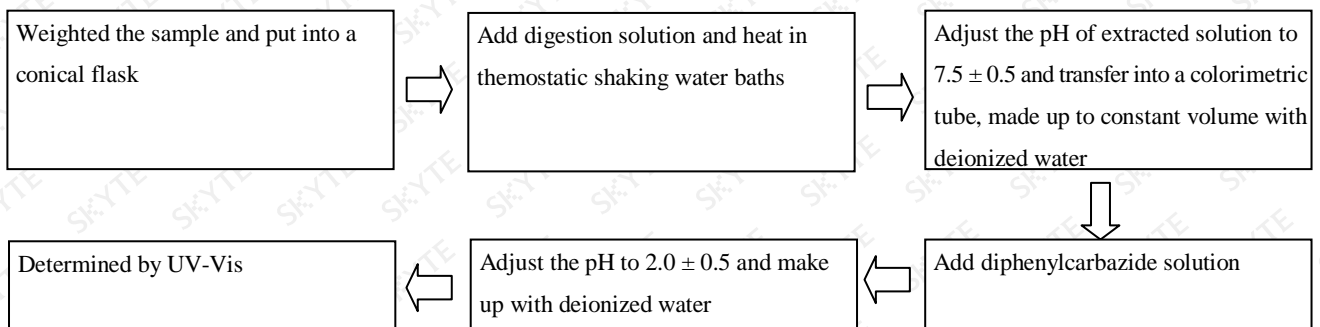 Weighted the sample and put into a
conical flask
Add digestion solution and heat in
themostatic shaking water baths
Adjust the pH of extracted solution to
7.5 ± 0.5 and transfer into a colorimetric
tube, made up to constant volume with
deionized water
Add diphenylcarbazide solution
Adjust the pH to 2.0 ± 0.5 and make
up with deionized water
Determined by UV-Vis
SKYTE